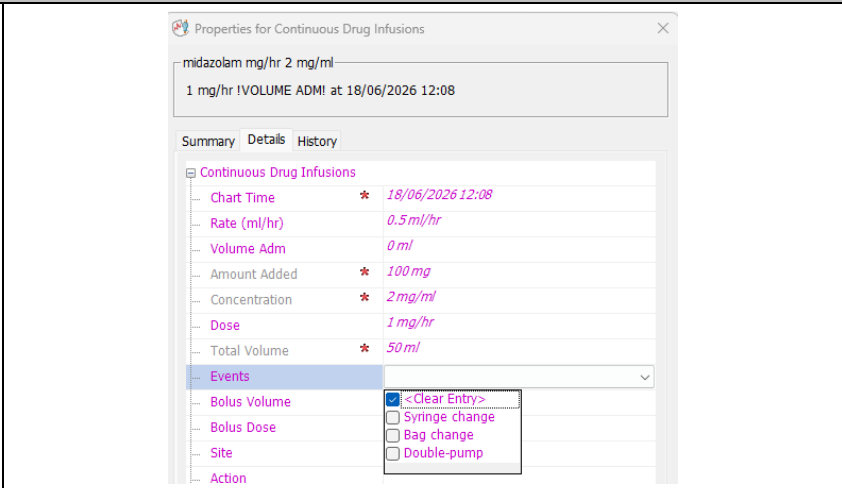 Properties for Continuous Drug Infusions
midazolam mg/hr 2 mg/ml
1 mg/hr !VOLUME ADM! at 18/06/2026 12:08
Summary Details History
Continuous Drug Infusions
Chart Time * 18/06/2026 12:08
Rate (ml/hr) 0.5 ml/hr
Volume Adm 0 ml
Amount Added * 100 mg
Concentration * 2 mg/ml
Dose 1 mg/hr
Total Volume * 50 ml
Events
Bolus Volume <Clear Entry>
Syringe change
Bolus Dose Bag change
Site Double-pump
Action